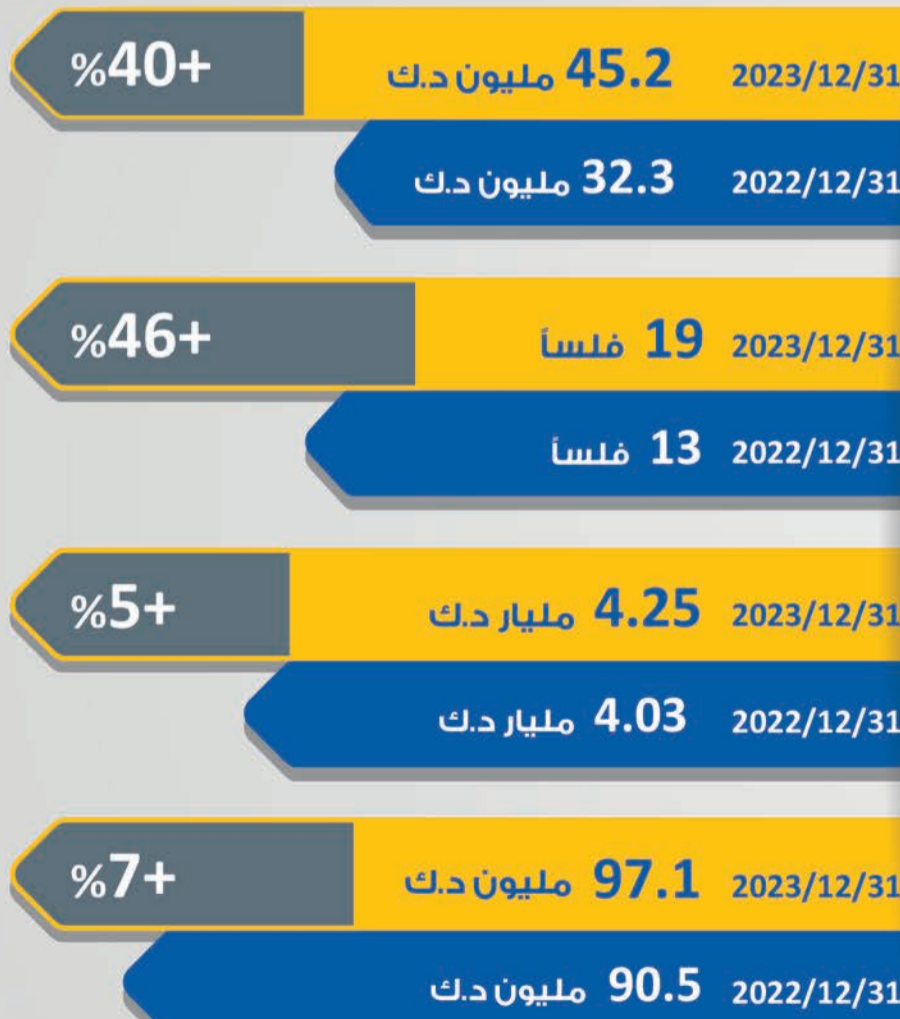 2023/12/31 45.2 مليون د.ك %40+
2022/12/31 32.3 مليون د.ك
2023/12/31 19 فلساً %46+
2022/12/31 13 فلساً
2023/12/31 4.25 مليار د.ك %5+
2022/12/31 4.03 مليار د.ك
2023/12/31 97.1 مليون د.ك %7+
2022/12/31 90.5 مليون د.ك